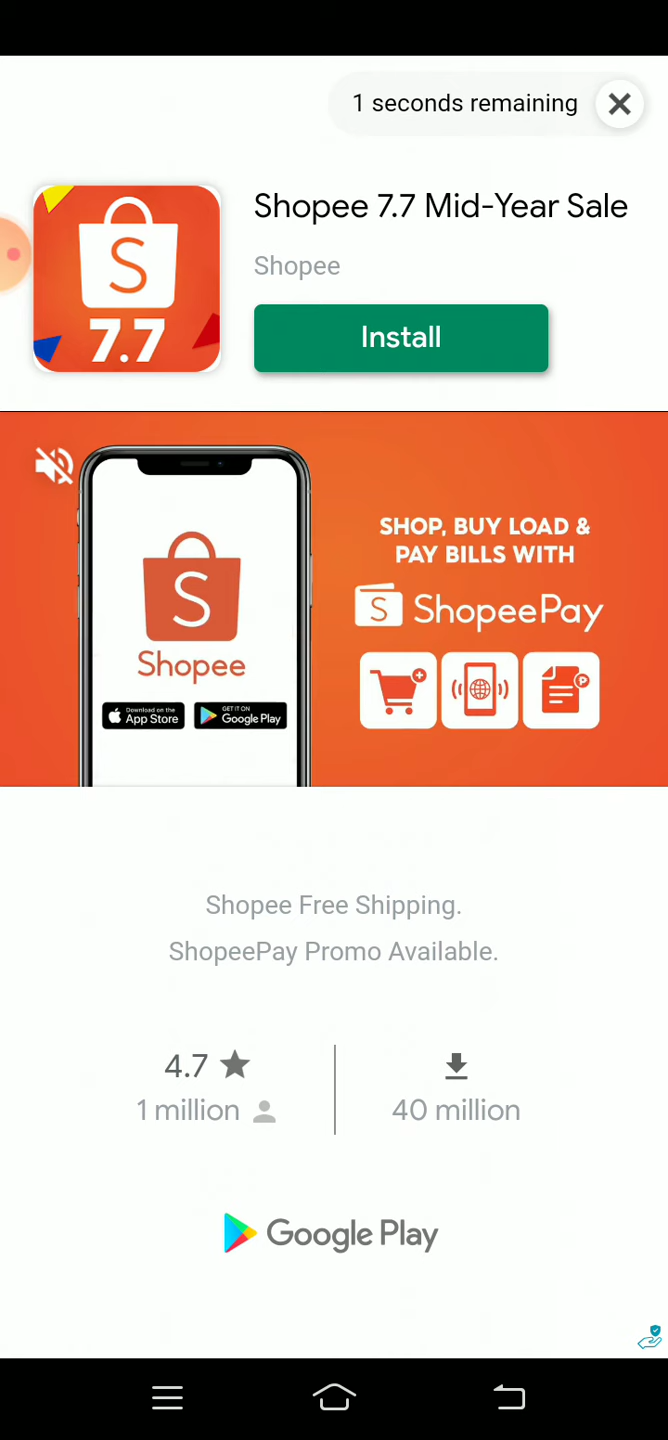 1 seconds remaining
Shopee 7.7 Mid-Year Sale
Shopee
Install
S
7.7
SHOP, BUY LOAD &
PAY BILLS WITH
S ShopeePay
S
Shopee
Download on the
App Store
GET IT ON
Google Play
P
Shopee Free Shipping.
ShopeePay Promo Available.
4.7
1 million
40 million
Google Play